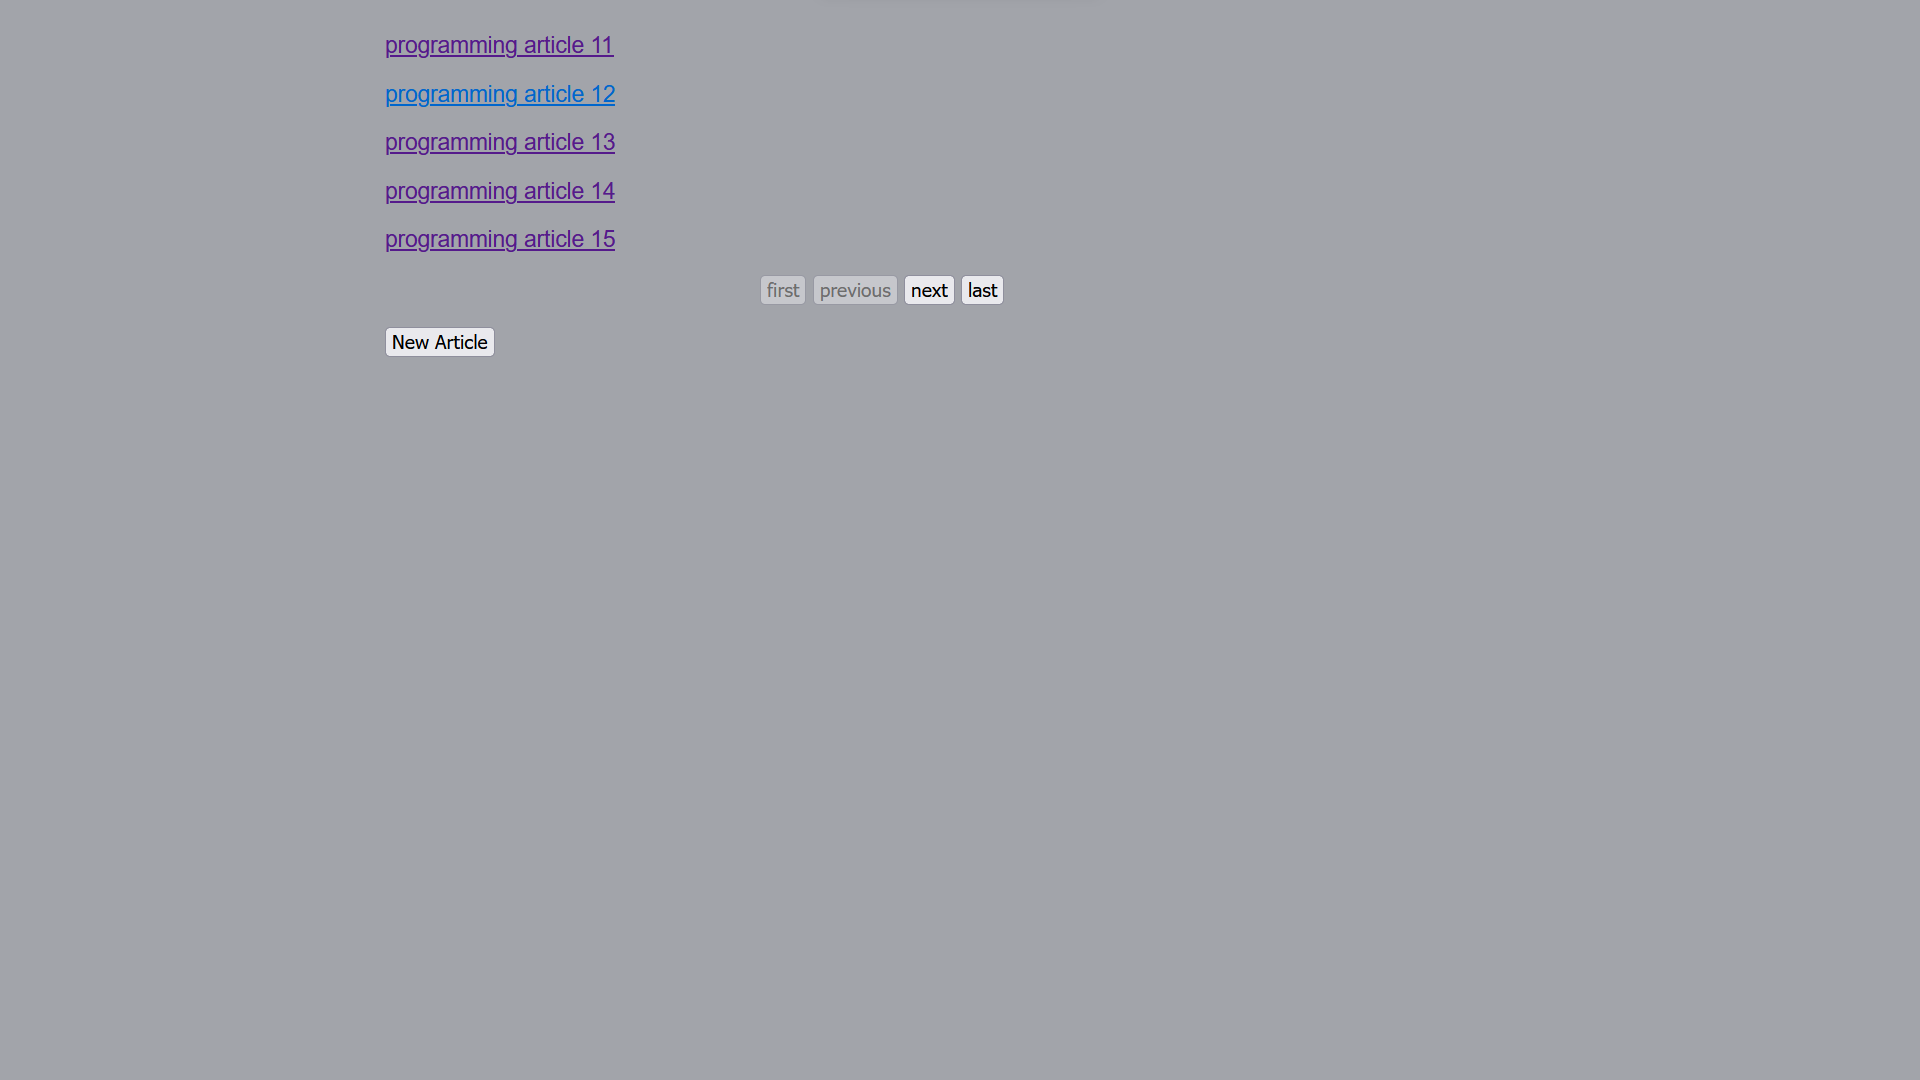 programming article 11
programming article 12
programming article 13
programming article 14
programming article 15
first previous next last
New Article